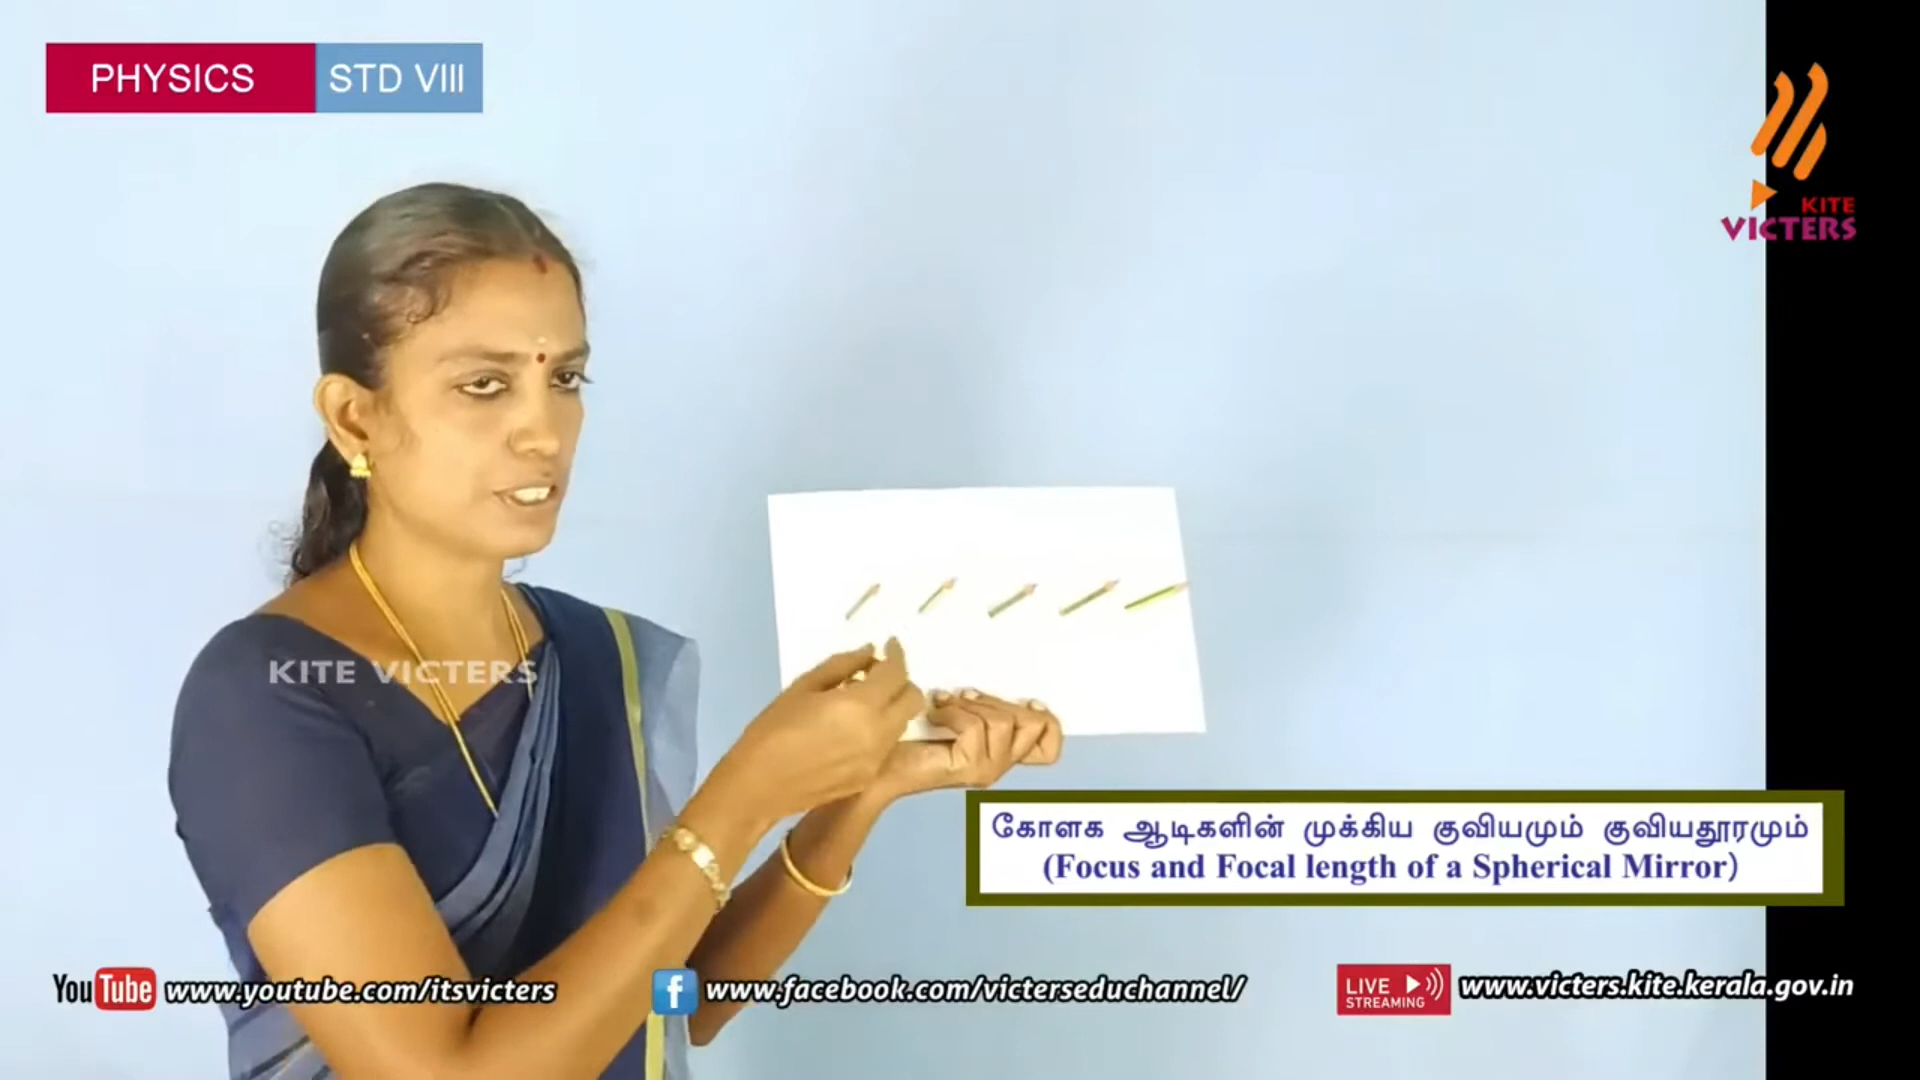 PHYSICS STD VIII
KITE
VICTERS
KITE VICTERS
கோளக ஆடிகளின் முக்கிய குவியமும் குவியதூரமும்
(Focus and Focal length of a Spherical Mirror)
YouTube www.youtube.com/itsvicters
f www.facebook.com/victerseduchannel/
LIVE STREAMING www.victers.kite.kerala.gov.in